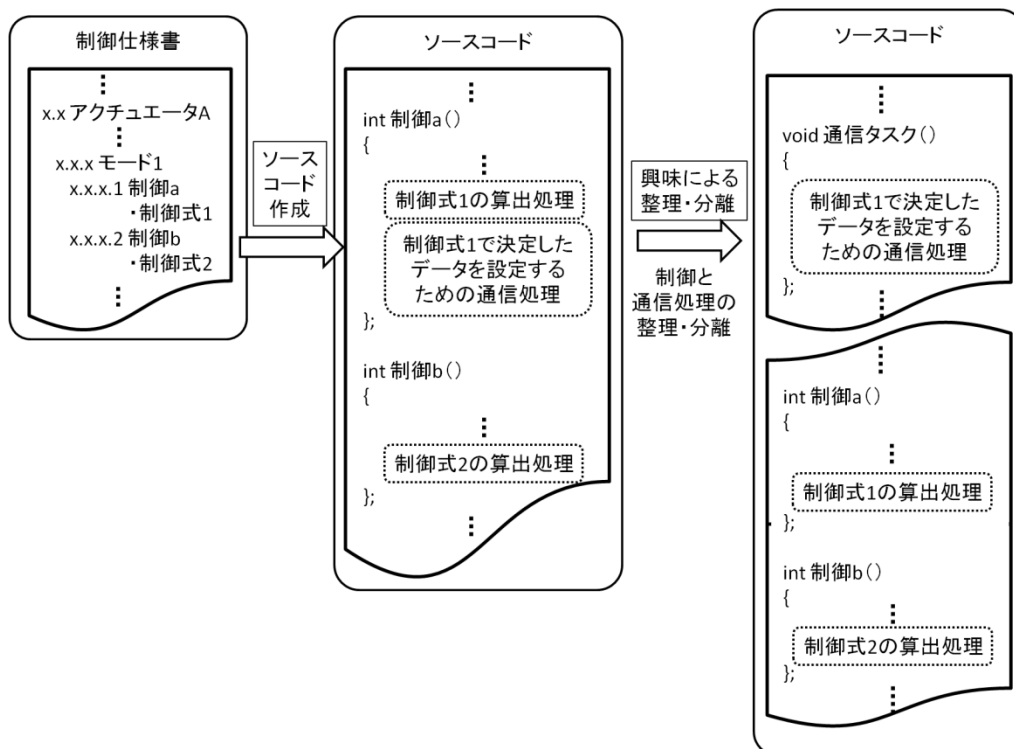 制御仕様書
x.x アクチュエータA
x.x.x モード1
x.x.x.1 制御a
・制御式1
x.x.x.2 制御b
・制御式2
ソース
コード
作成
ソースコード
int 制御a()
{
制御式1の算出処理
制御式1で決定した
データを設定する
ための通信処理
};
int 制御b()
{
制御式2の算出処理
};
興味による
整理・分離
制御と
通信処理の
整理・分離
ソースコード
void 通信タスク()
{
制御式1で決定した
データを設定する
ための通信処理
};
int 制御a()
{
制御式1の算出処理
};
int 制御b()
{
制御式2の算出処理
};